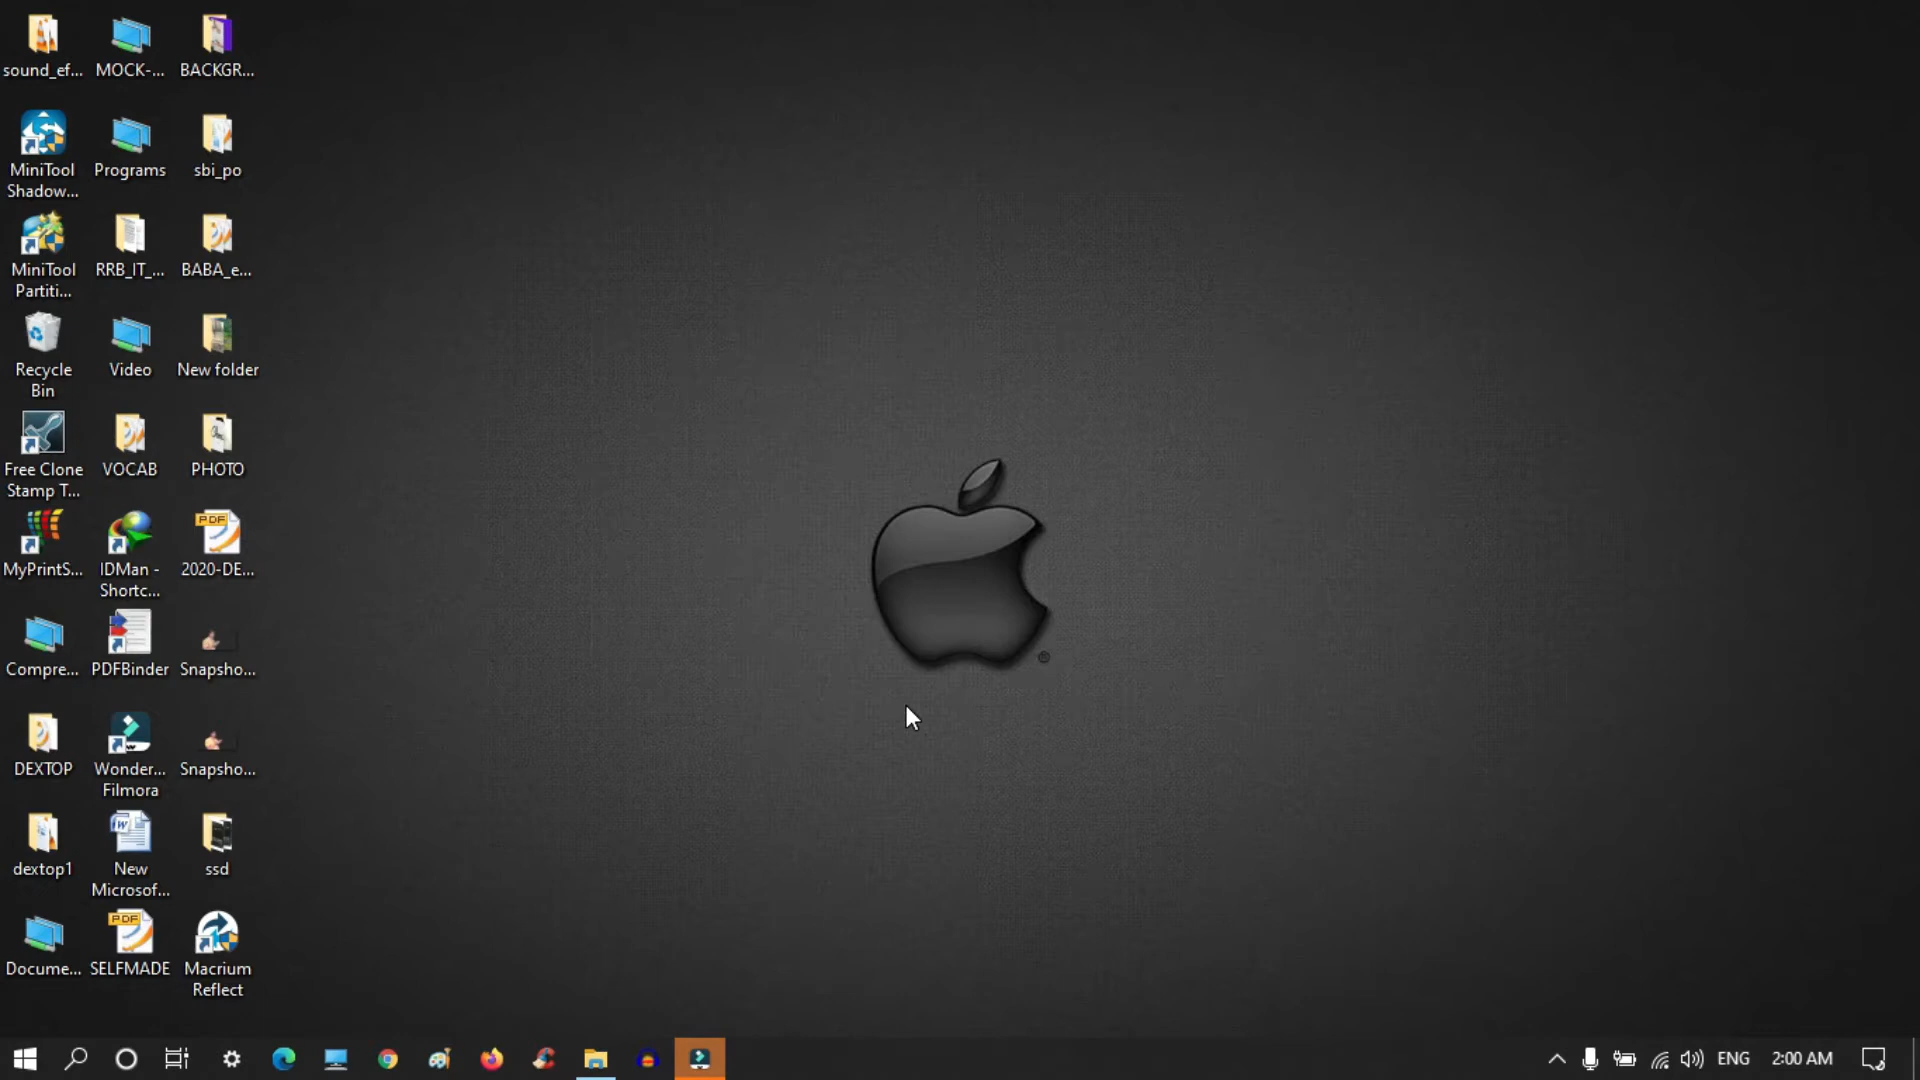 sound_ef...
MOCK-...
BACKGR...
MiniTool
Shadow...
Programs
sbi_po
MiniTool
Partiti...
RRB_IT_...
BABA_e...
Recycle
Bin
Video
New folder
Free Clone
Stamp T...
VOCAB
PHOTO
MyPrintS...
IDMan -
Shortc...
PDF
2020-DE...
Compre...
PDFBinder
Snapsho...
DEXTOP
Wonder...
Filmora
Snapsho...
dextop1
W
New
Microsof...
ssd
Docume...
PDF
SELFMADE
Macrium
Reflect
ENG
2:00 AM